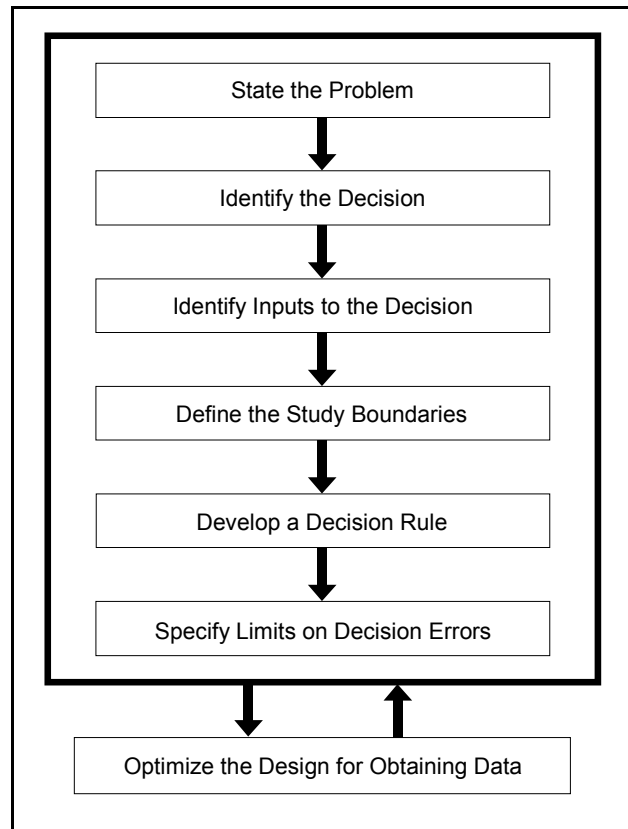 State the Problem
Identify the Decision
Identify Inputs to the Decision
Define the Study Boundaries
Develop a Decision Rule
Specify Limits on Decision Errors
Optimize the Design for Obtaining Data